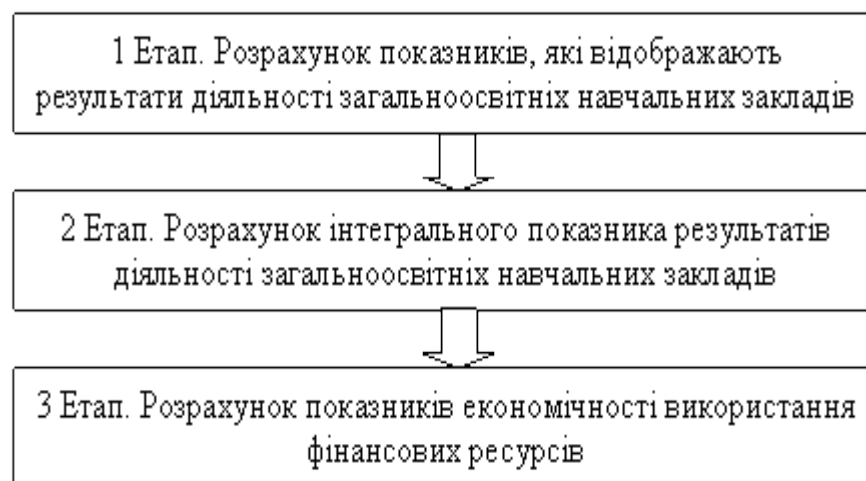 1 Етап. Розрахунок показників, які відображають
результати діяльності загальноосвітніх навчальних закладів
2 Етап. Розрахунок інтегрального показника результатів
діяльності загальноосвітніх навчальних закладів
3 Етап. Розрахунок показників економічності використання
фінансових ресурсів